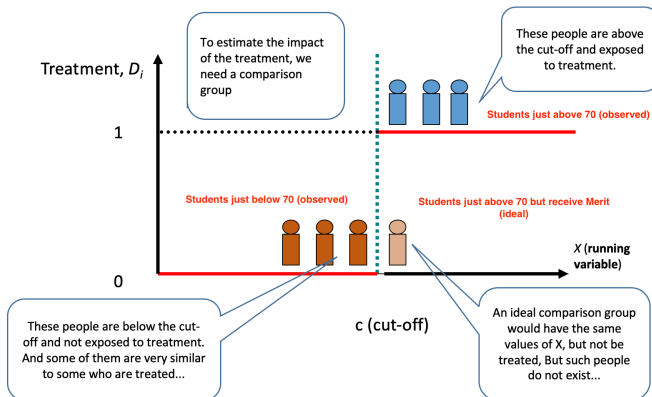 To estimate the impact
of the treatment, we
need a comparison
group
These people are above
the cut-off and exposed
to treatment.
Treatment, Dᵢ
Students just above 70 (observed)
1
Students just below 70 (observed)
Students just above 70 but receive Merit
(ideal)
X (running
variable)
0
c (cut-off)
These people are below the cut-
off and not exposed to treatment.
And some of them are very similar
to some who are treated...
An ideal comparison group
would have the same
values of X, but not be
treated, But such people
do not exist...